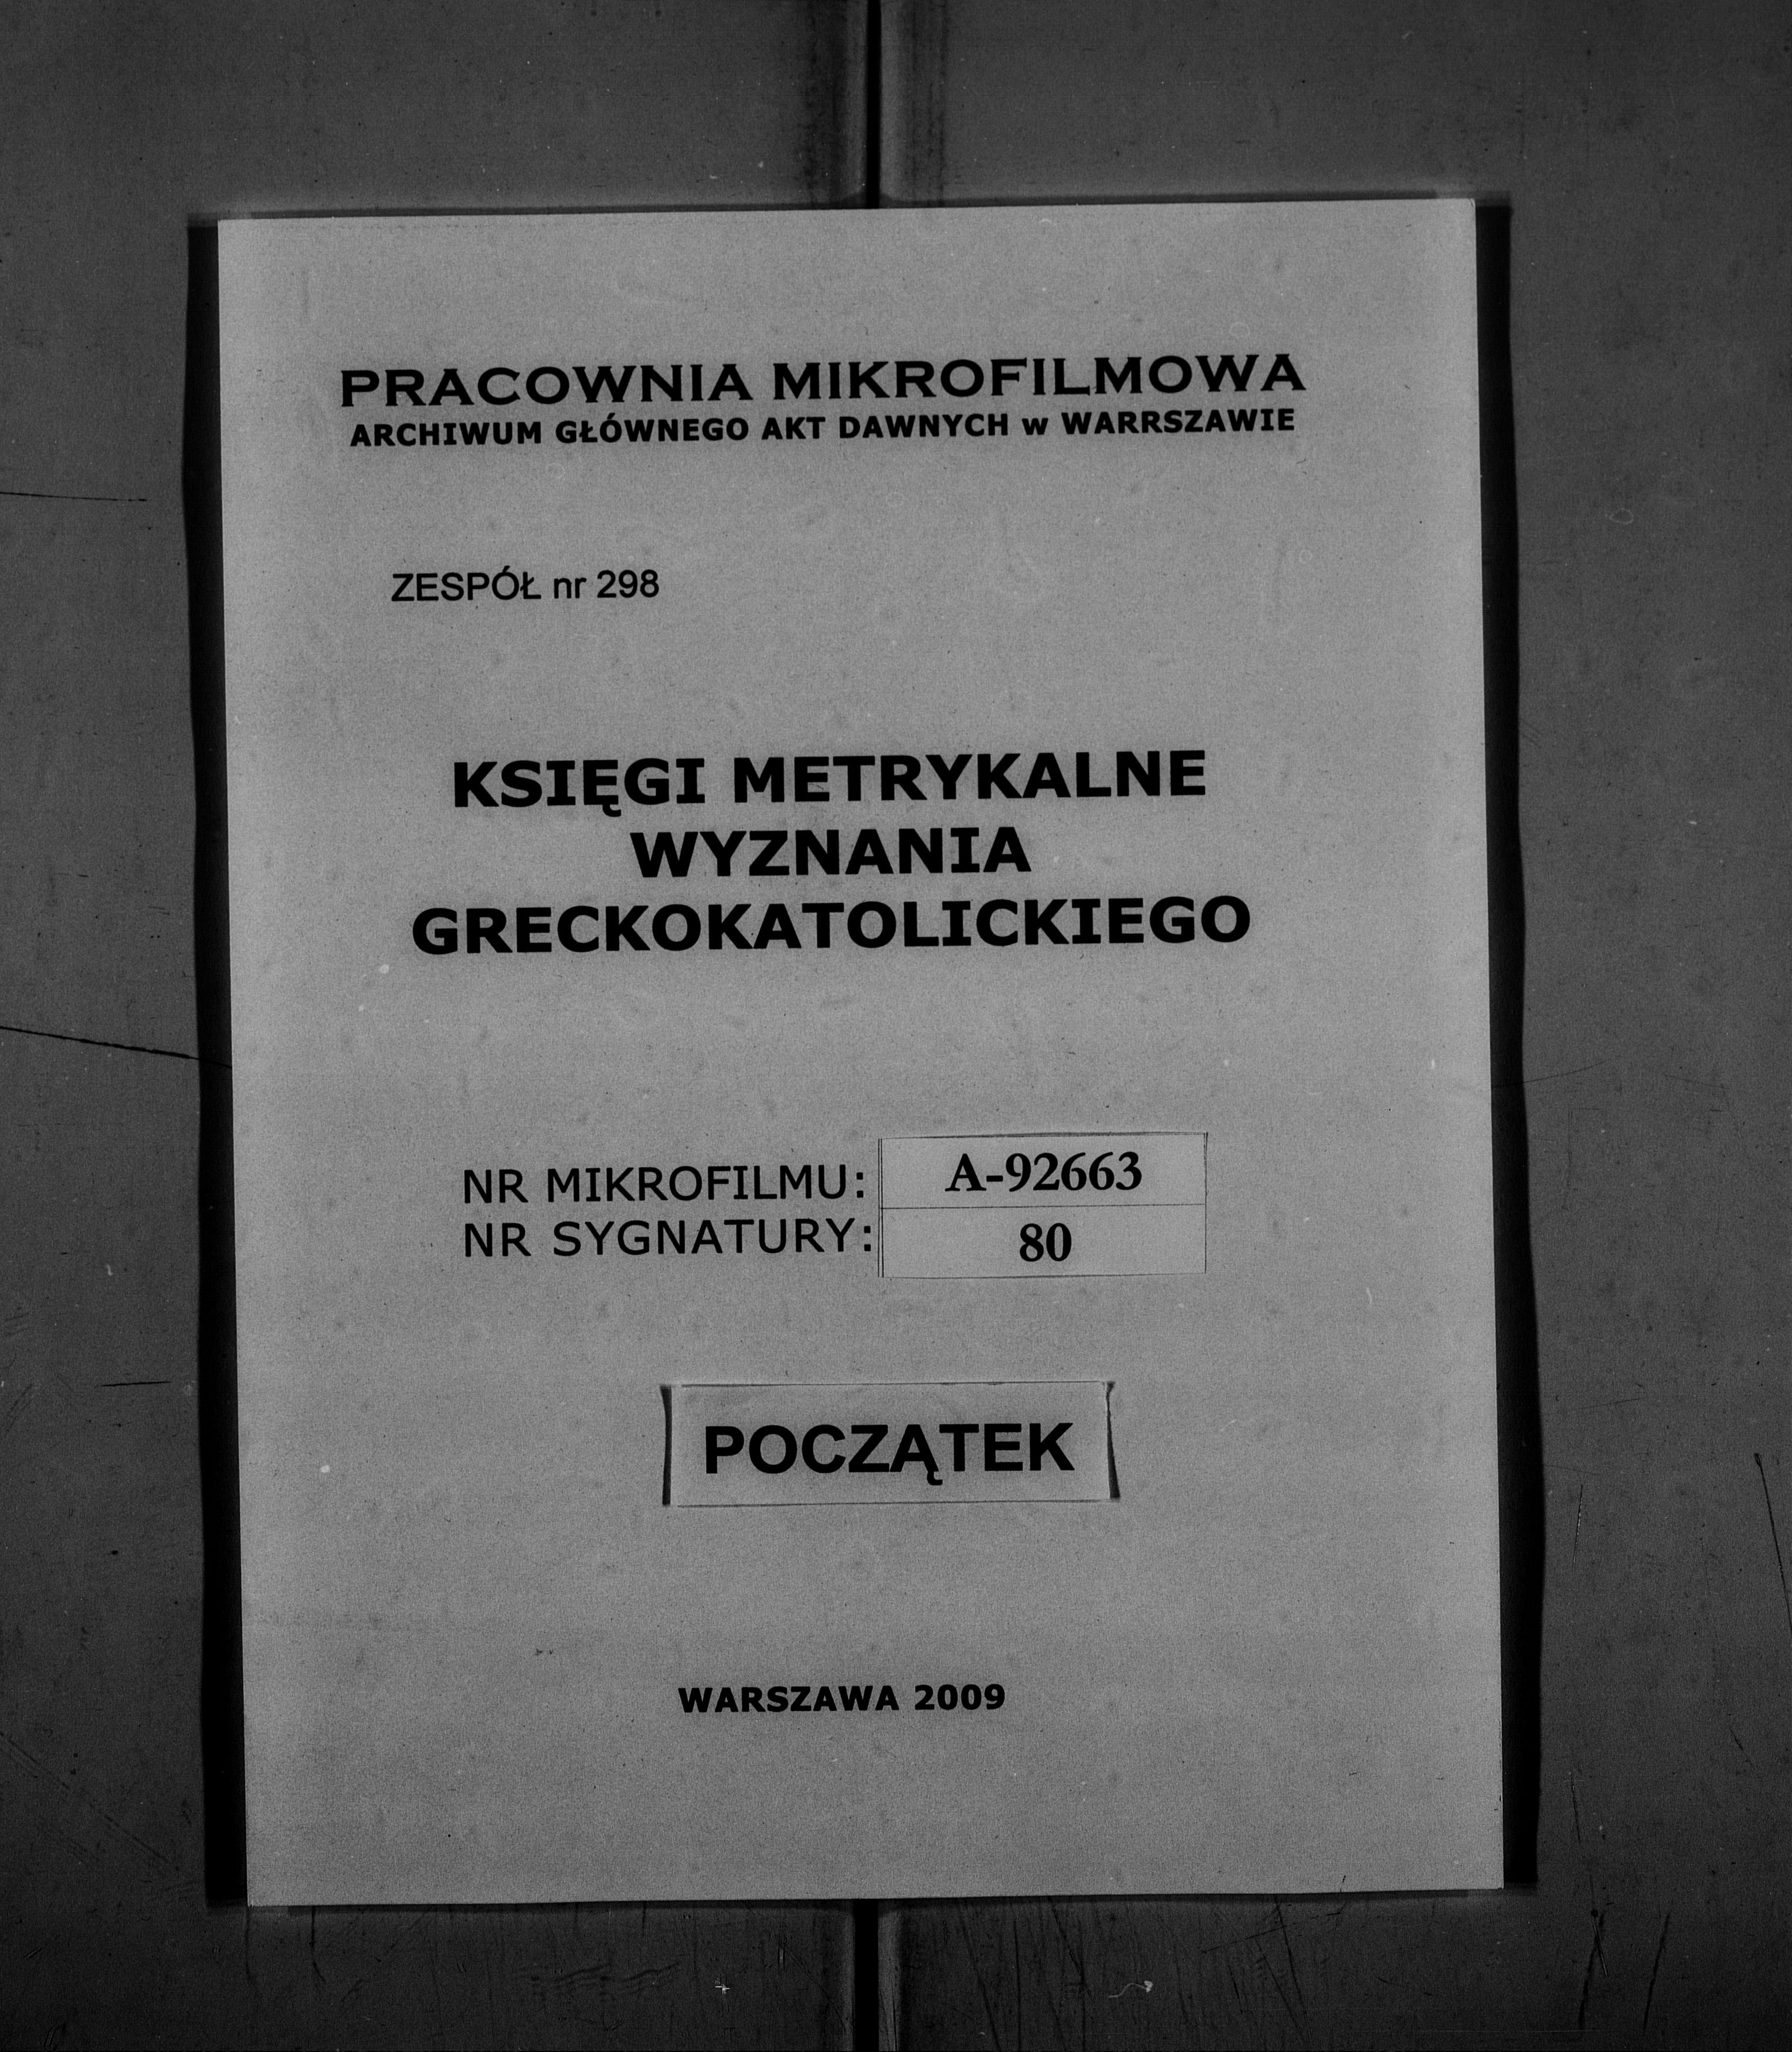 PRACOWNIA MIKROFILMOWA
ARCHIWUM GŁÓWNEGO AKT DAWNYCH w WARRSZAWIE
ZESPÓŁ nr 298
KSIĘGI METRYKALNE
WYZNANIA
GRECKOKATOLICKIEGO
NR MIKROFILMU: A-92663
NR SYGNATURY: 80
POCZĄTEK
WARSZAWA 2009